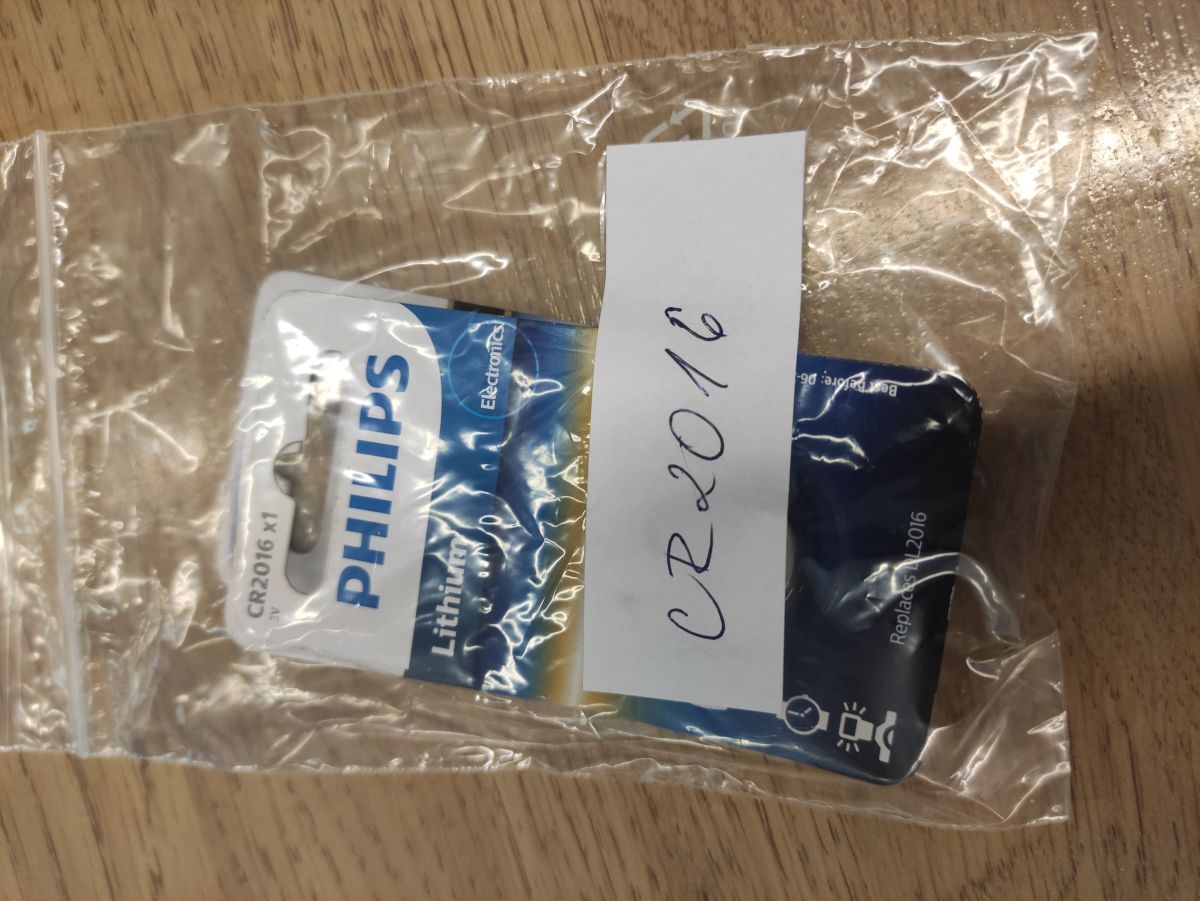 CR2016 x1
3V
PHILIPS
Lithium
Electronics
CR2016
Best before: 06-
Replaces DL2016